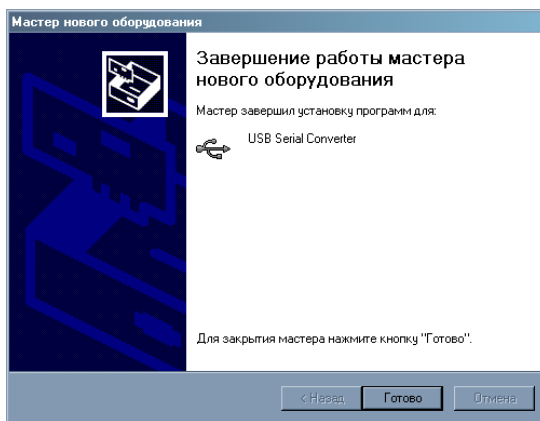 Мастер нового оборудования
Завершение работы мастера
нового оборудования
Мастер завершил установку программ для:
USB Serial Converter
Для закрытия мастера нажмите кнопку "Готово".
< Назад Готово Отмена